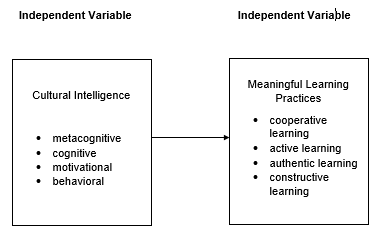 Independent Variable
Independent Variable
Cultural Intelligence
• metacognitive
• cognitive
• motivational
• behavioral
Meaningful Learning
Practices
• cooperative
learning
• active learning
• authentic learning
• constructive
learning